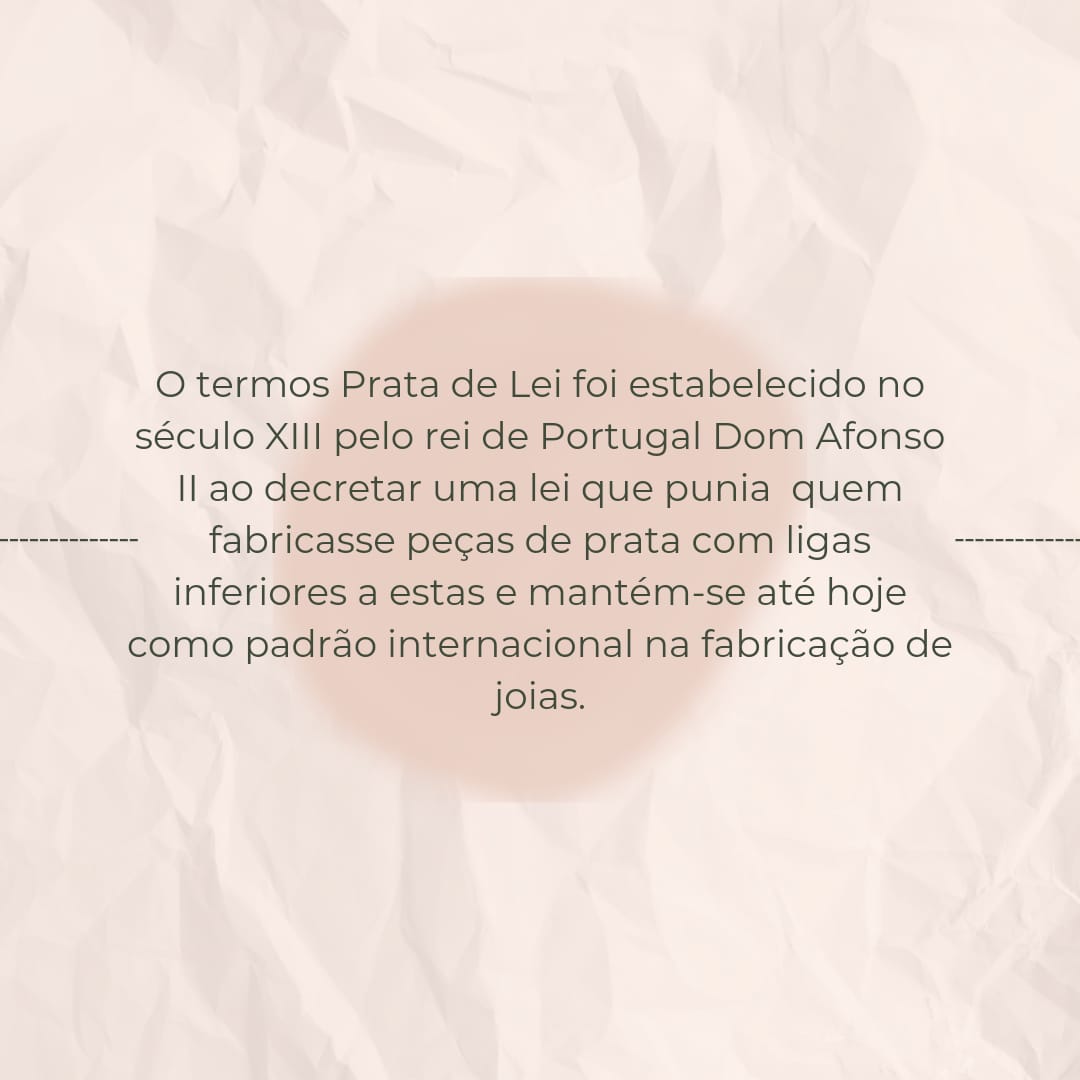 O termos Prata de Lei foi estabelecido no
século XIII pelo rei de Portugal Dom Afonso
II ao decretar uma lei que punia  quem
fabricasse peças de prata com ligas
inferiores a estas e mantém-se até hoje
como padrão internacional na fabricação de
joias.